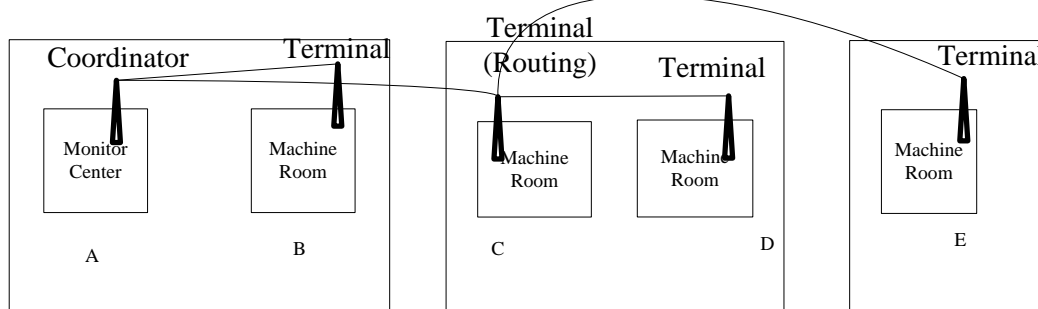 Coordinator
Terminal
Terminal
(Routing)
Terminal
Terminal
Monitor
Center
Machine
Room
Machine
Room
Machine
Room
Machine
Room
A
B
C
D
E